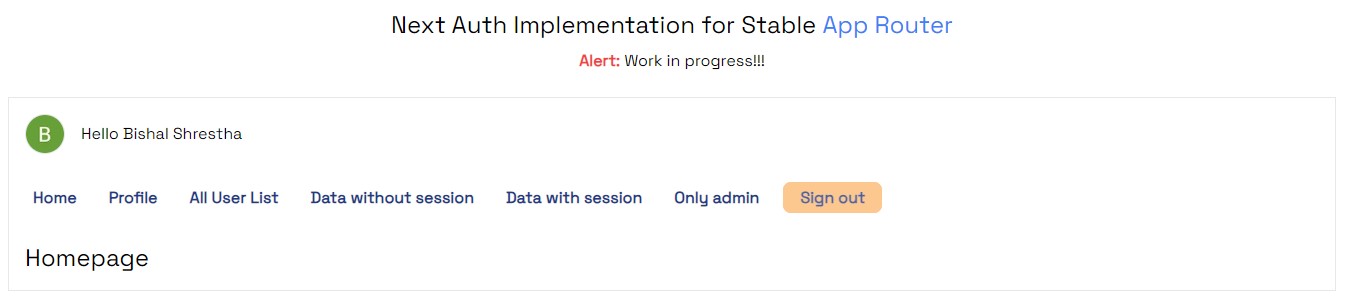 Next Auth Implementation for Stable App Router
Alert: Work in progress!!!
B Hello Bishal Shrestha
Home Profile All User List Data without session Data with session Only admin Sign out
Homepage